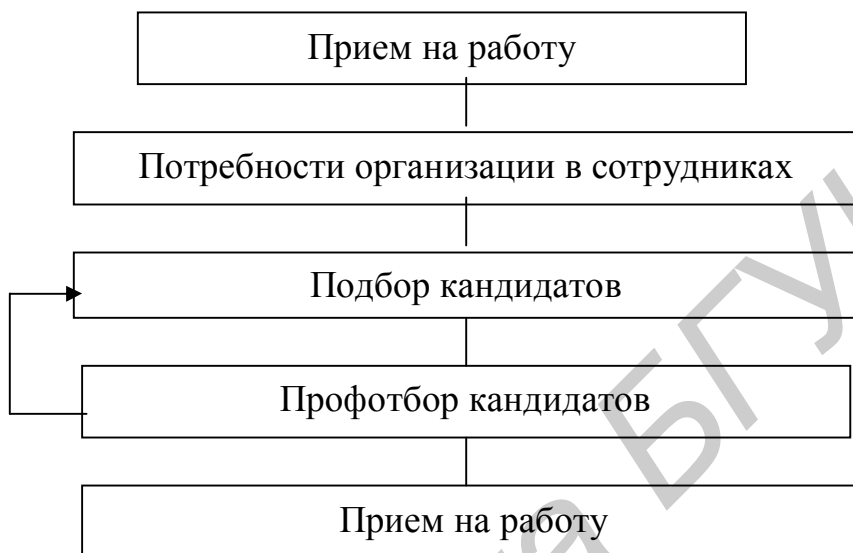 Прием на работу
Потребности организации в сотрудниках
Подбор кандидатов
Профотбор кандидатов
Прием на работу